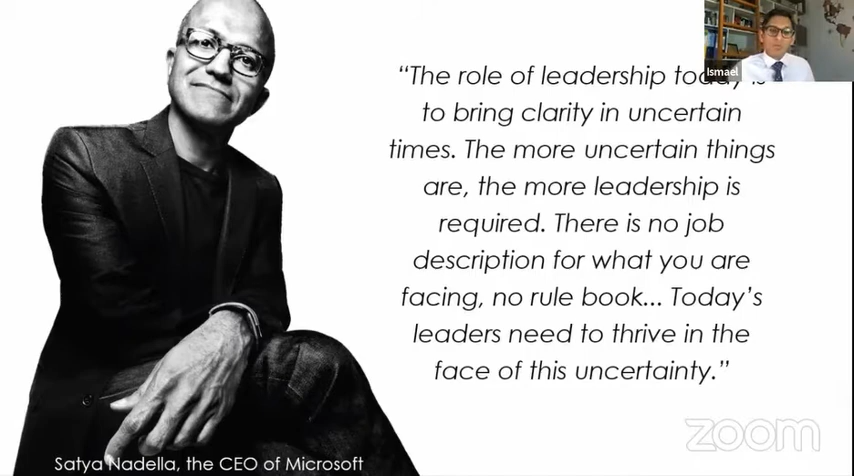 Ismael
“The role of leadership today is
to bring clarity in uncertain
times. The more uncertain things
are, the more leadership is
required. There is no job
description for what you are
facing, no rule book... Today’s
leaders need to thrive in the
face of this uncertainty.”
zoom
Satya Nadella, the CEO of Microsoft